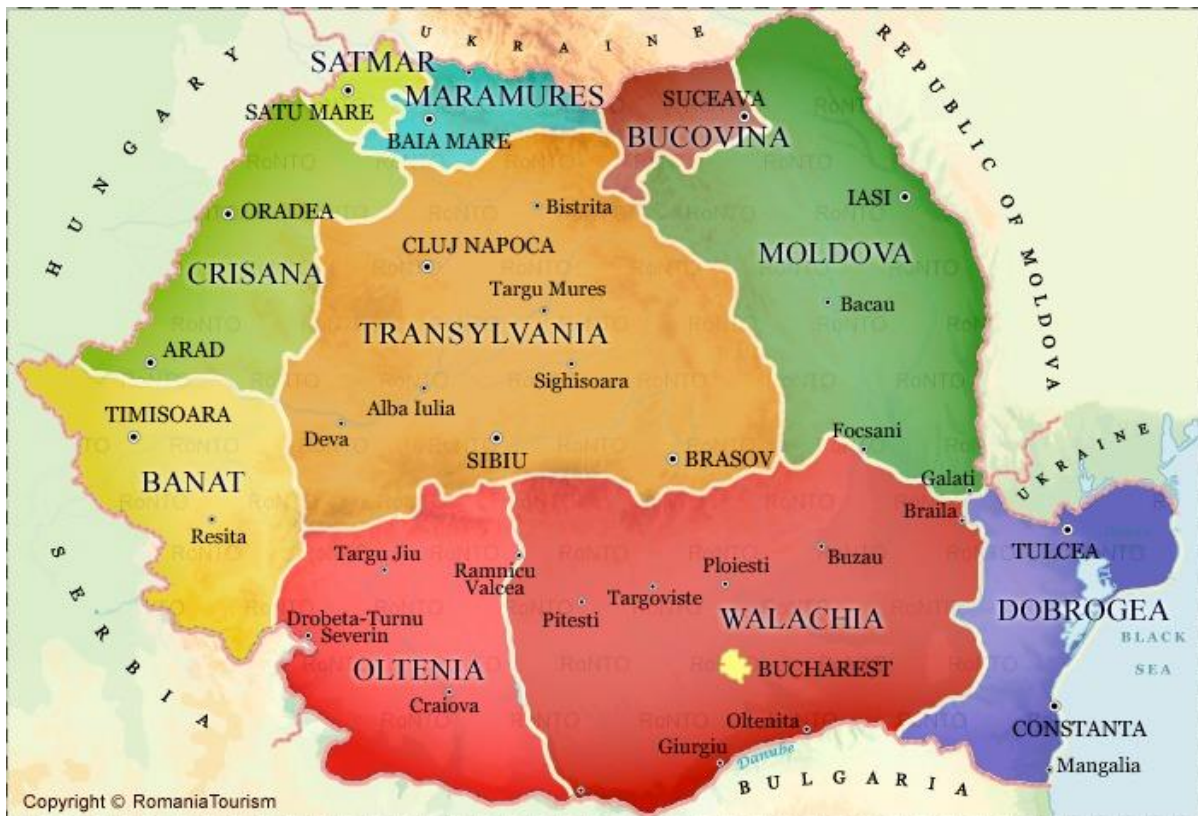 UKRAINE
REPUBLIC OF MOLDOVA
HUNGARY
SATMAR
SATU MARE
MARAMURES
BAIA MARE
SUCEAVA
BUCOVINA
RoNTO
IASI
ORADEA
Bistrita
CLUJ NAPOCA
MOLDOVA
CRISANA
Targu Mures
Bacau
TRANSYLVANIA
ARAD
Sighisoara
Alba Iulia
TIMISOARA
Deva
Focsani
UKRAINE
SIBIU
BRASOV
BANAT
Galati
Braila
Resita
SERBIA
Targu Jiu
Ramnicu
Valcea
Buzau
TULCEA
Ploiesti
Targoviste
Pitesti
DOBROGEA
Drobeta-Turnu
Severin
WALACHIA
BLACK
SEA
OLTENIA
BUCHAREST
Craiova
Oltenita
CONSTANTA
Giurgiu
Danube
Mangalia
BULGARIA
Copyright © RomaniaTourism